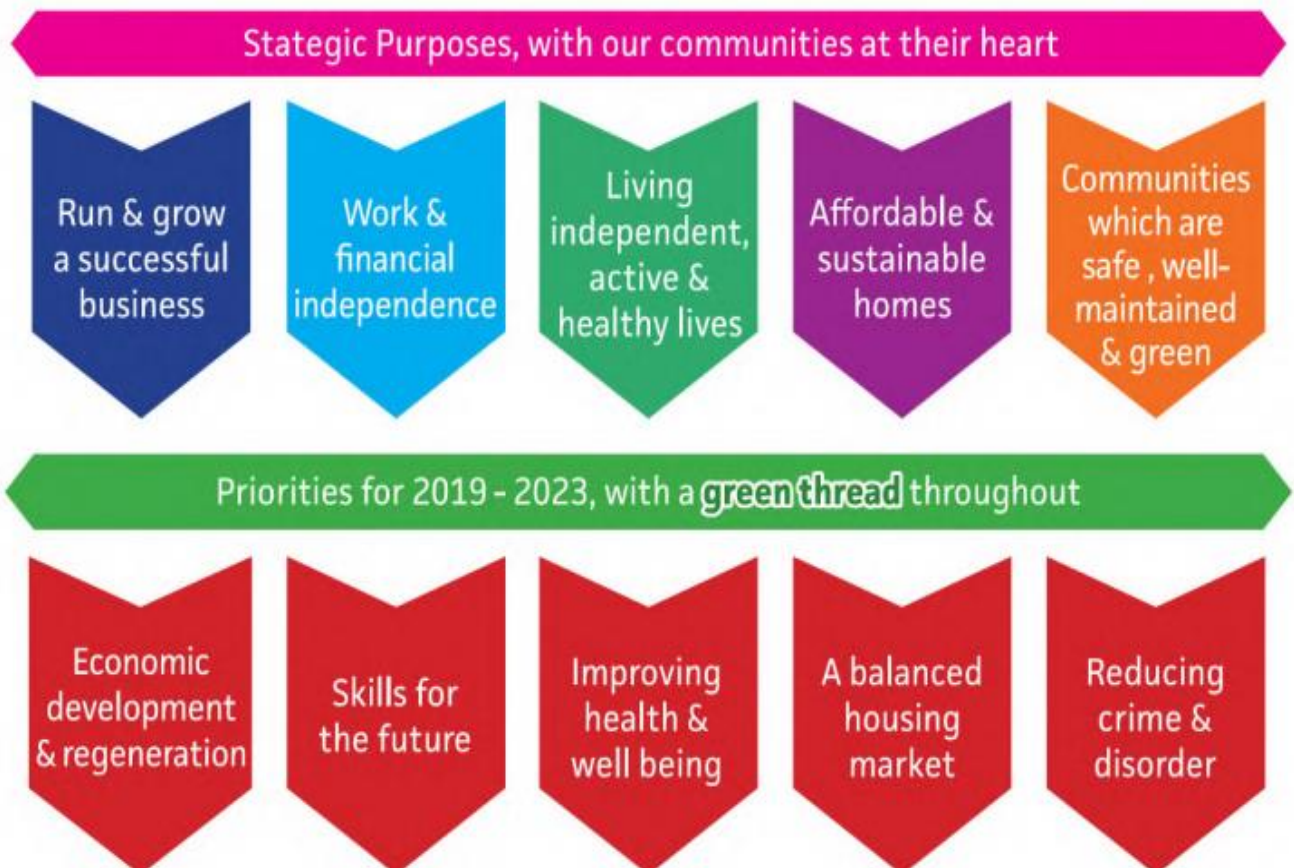 Stategic Purposes, with our communities at their heart
Run & grow
a successful
business
Work &
financial
independence
Living
independent,
active &
healthy lives
Affordable &
sustainable
homes
Communities
which are
safe , well-
maintained
& green
Priorities for 2019 - 2023, with a green thread throughout
Economic
development
& regeneration
Skills for
the future
Improving
health &
well being
A balanced
housing
market
Reducing
crime &
disorder